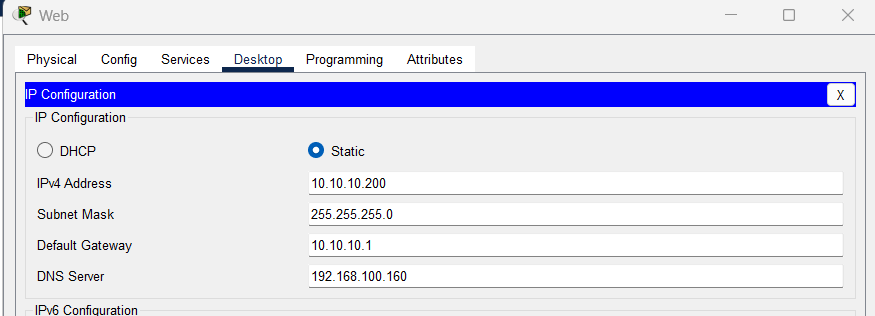 Web
Physical Config Services Desktop Programming Attributes
IP Configuration X
IP Configuration
DHCP Static
IPv4 Address 10.10.10.200
Subnet Mask 255.255.255.0
Default Gateway 10.10.10.1
DNS Server 192.168.100.160
IPv6 Configuration